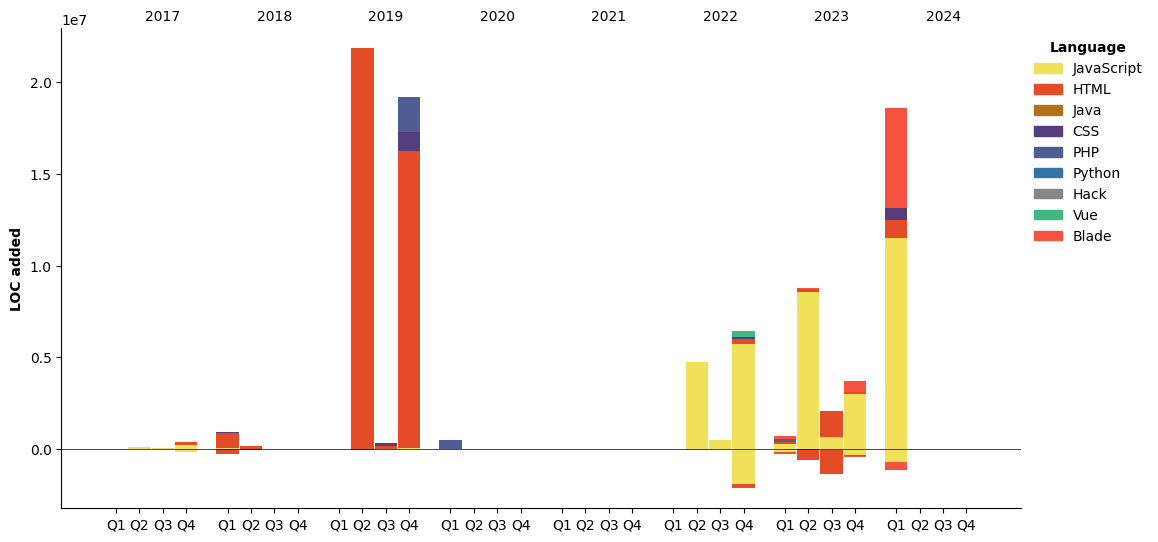 2017 2018 2019 2020 2021 2022 2023 2024
1e7
Language
JavaScript
HTML
Java
CSS
PHP
Python
Hack
Vue
Blade
2.0
1.5
1.0
0.5
0.0
LOC added
Q1 Q2 Q3 Q4 Q1 Q2 Q3 Q4 Q1 Q2 Q3 Q4 Q1 Q2 Q3 Q4 Q1 Q2 Q3 Q4 Q1 Q2 Q3 Q4 Q1 Q2 Q3 Q4 Q1 Q2 Q3 Q4